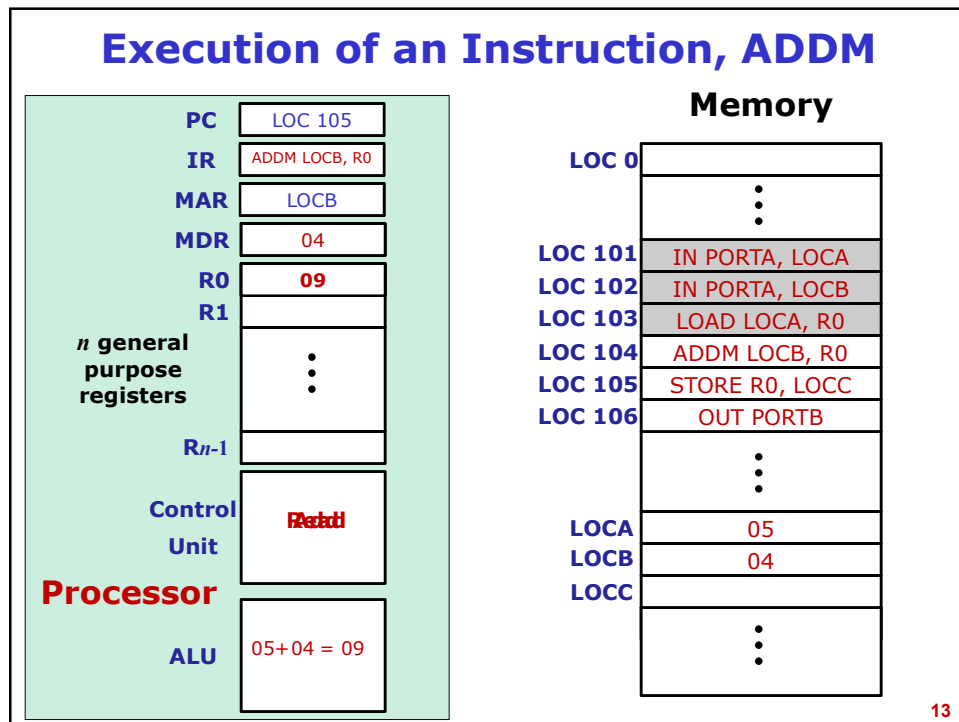 Execution of an Instruction, ADDM
PC LOC 105
IR ADDM LOCB, R0
MAR LOCB
MDR 04
R0 09
R1
n general
purpose
registers
Rn-1
Control
Unit
Read Add
Processor
ALU 05+04 = 09
Memory
LOC 0
LOC 101 IN PORTA, LOCA
LOC 102 IN PORTA, LOCB
LOC 103 LOAD LOCA, R0
LOC 104 ADDM LOCB, R0
LOC 105 STORE R0, LOCC
LOC 106 OUT PORTB
LOCA 05
LOCB 04
LOCC
13